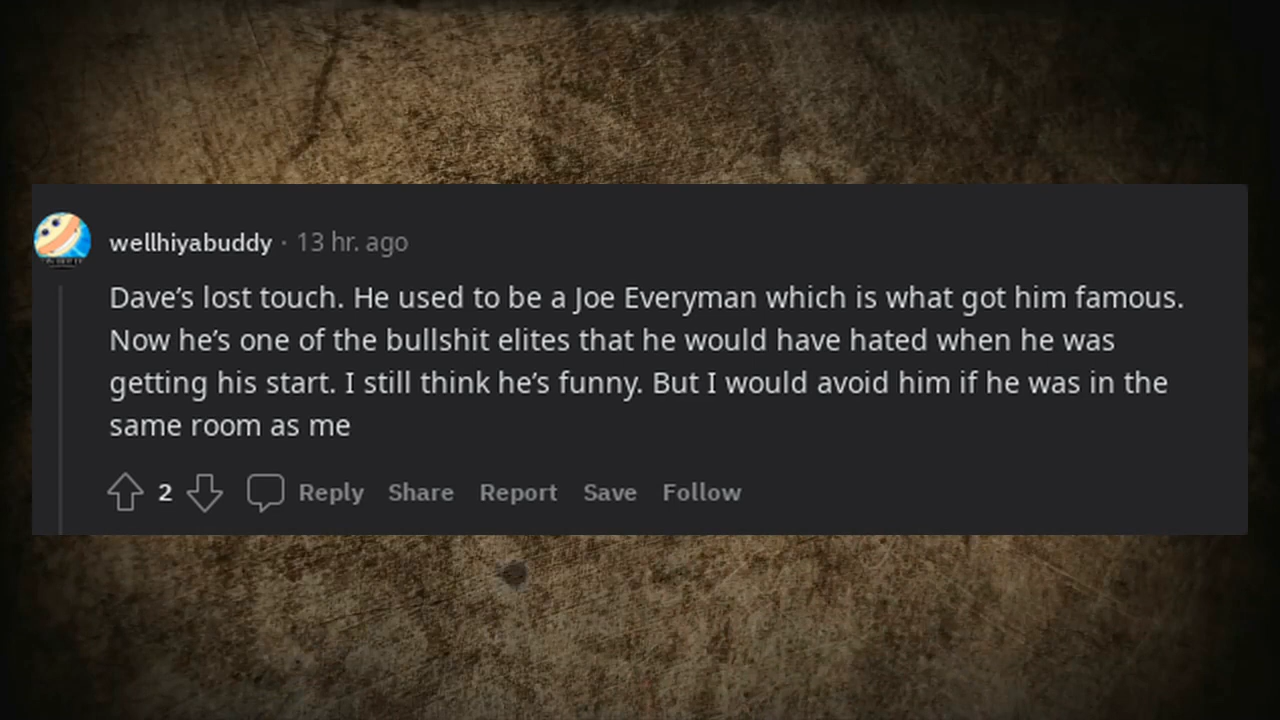 wellhiyabuddy · 13 hr. ago
Dave’s lost touch. He used to be a Joe Everyman which is what got him famous.
Now he’s one of the bullshit elites that he would have hated when he was
getting his start. I still think he’s funny. But I would avoid him if he was in the
same room as me
2 Reply Share Report Save Follow